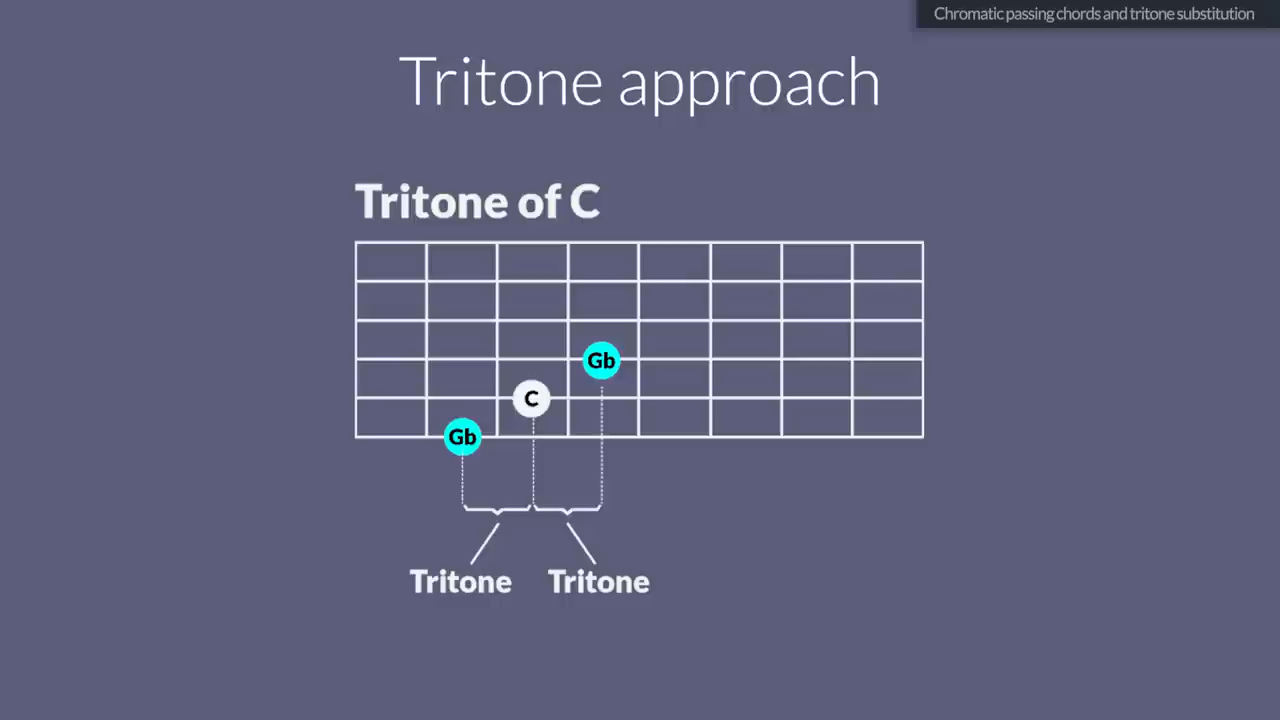 Chromatic passing chords and tritone substitution
Tritone approach
Tritone of C
Gb
C
Gb
Tritone Tritone